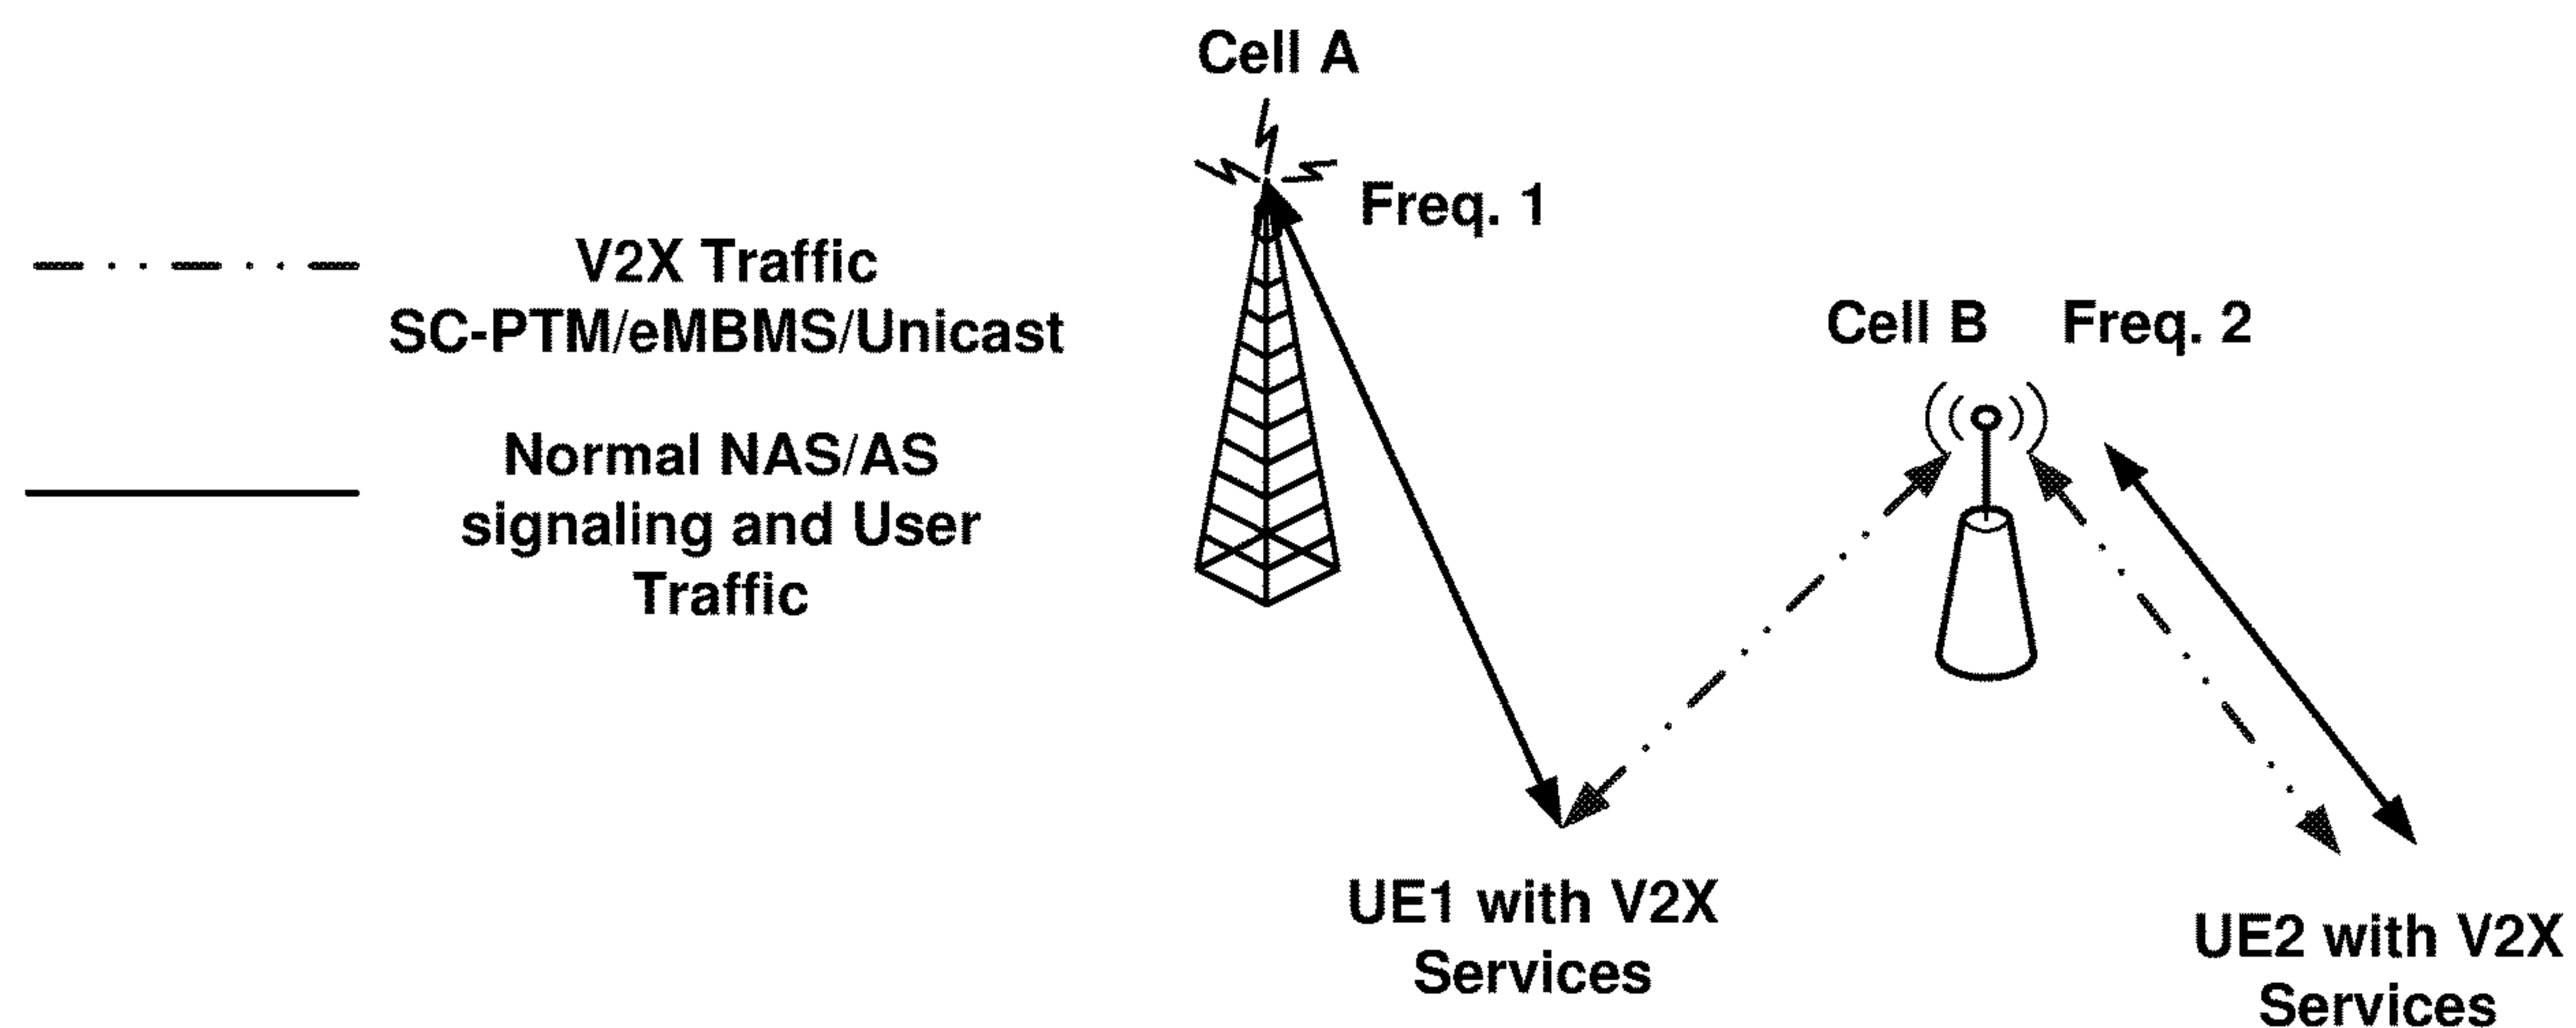 Cell A
Freq. 1
V2X Traffic
SC-PTM/eMBMS/Unicast
Normal NAS/AS
signaling and User
Traffic
Cell B
Freq. 2
UE1 with V2X
Services
UE2 with V2X
Services